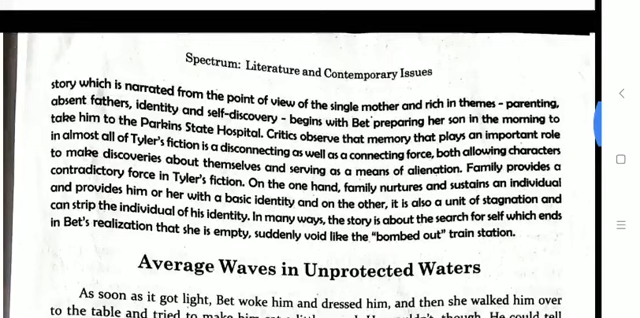 Spectrum: Literature and Contemporary Issues
story which is narrated from the point of view of the single mother and rich in themes - parenting,
absent fathers, identity and self-discovery - begins with Bet preparing her son in the morning to
take him to the Parkins State Hospital. Critics observe that memory that plays an important role
in almost all of Tyler's fiction is a disconnecting as well as a connecting force, both allowing characters
to make discoveries about themselves and serving as a means of alienation. Family provides a
contradictory force in Tyler's fiction. On the one hand, family nurtures and sustains an individual
and provides him or her with a basic identity and on the other, it is also a unit of stagnation and
can strip the individual of his identity. In many ways, the story is about the search for self which ends
in Bet's realization that she is empty, suddenly void like the "bombed out" train station.
Average Waves in Unprotected Waters
As soon as it got light, Bet woke him and dressed him, and then she walked him over
to the table and tried to make him though. He could tell